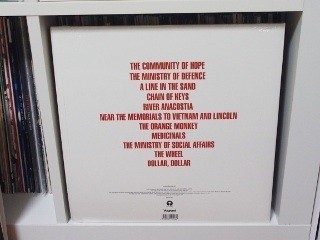 THE COMMUNITY OF HOPE
THE MINISTRY OF DEFENCE
A LINE IN THE SAND
CHAIN OF KEYS
RIVER ANACOSTIA
NEAR THE MEMORIALS TO VIETNAM AND LINCOLN
THE ORANGE MONKEY
MEDICINALS
THE MINISTRY OF SOCIAL AFFAIRS
THE WHEEL
DOLLAR, DOLLAR